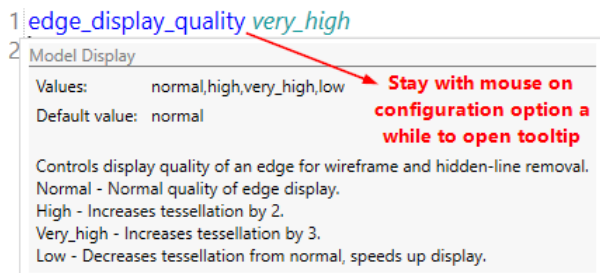 1 edge_display_quality very_high
2
Model Display
Values: normal,high,very_high,low
Default value: normal
Stay with mouse on
configuration option a
while to open tooltip
Controls display quality of an edge for wireframe and hidden-line removal.
Normal - Normal quality of edge display.
High - Increases tessellation by 2.
Very_high - Increases tessellation by 3.
Low - Decreases tessellation from normal, speeds up display.